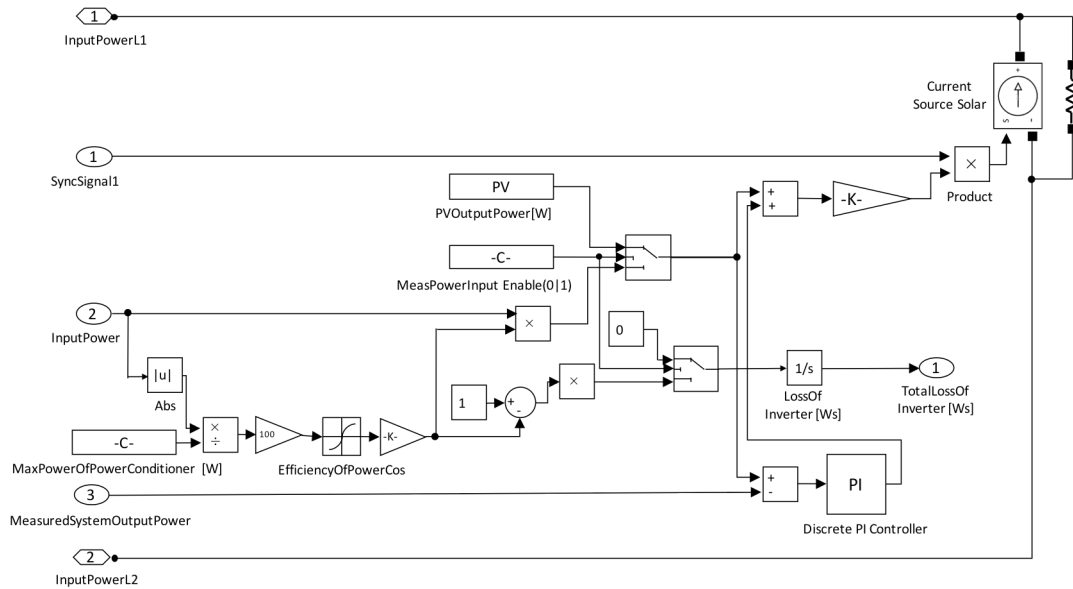 1
InputPowerL1
Current
Source Solar
+
s
-
1
SyncSignal1
×
Product
PV
PVOutputPower[W]
+
+
-K-
-C-
MeasPowerInput Enable(0|1)
2
InputPower
×
0
|u|
Abs
×
1
+
-
1/s
LossOf
Inverter [Ws]
1
TotalLossOf
Inverter [Ws]
-C-
MaxPowerOfPowerConditioner [W]
×
÷
100
EfficiencyOfPowerCos
-K-
3
MeasuredSystemOutputPower
+
-
PI
Discrete PI Controller
2
InputPowerL2